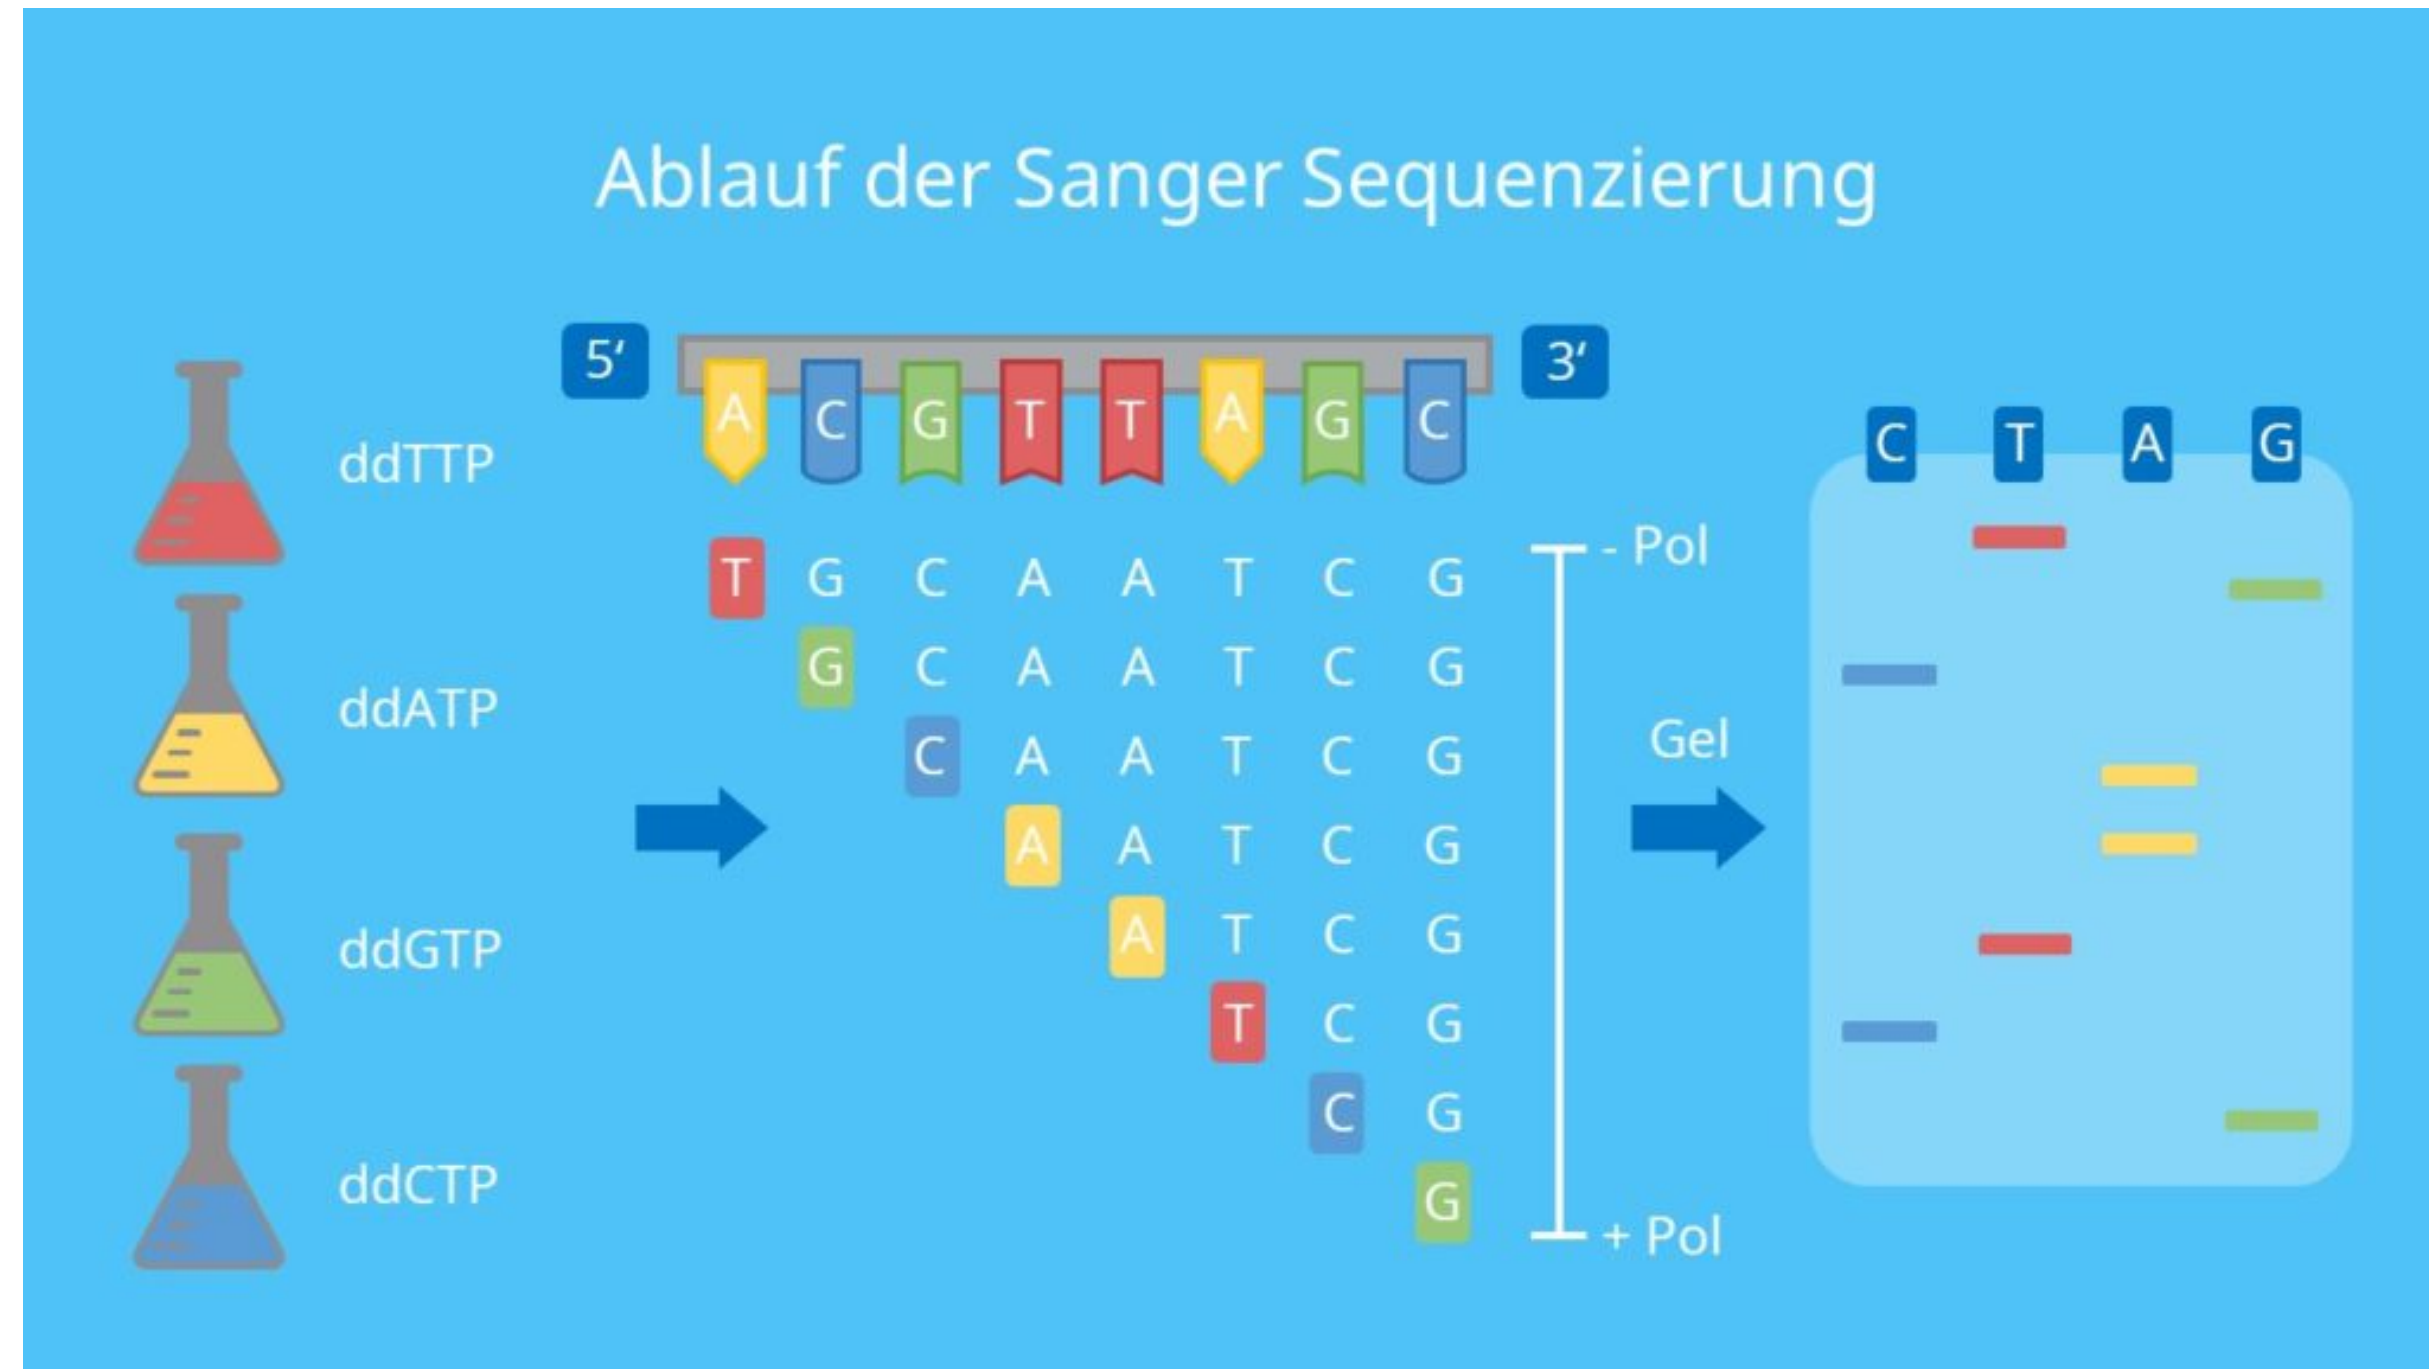 Ablauf der Sanger Sequenzierung
5‘ A C G T T A G C 3‘
ddTTP
ddATP
ddGTP
ddCTP
T G C A A T C G
G C A A T C G
C A A T C G
A A T C G
A T C G
T C G
C G
G
- Pol
+ Pol
Gel
C T A G